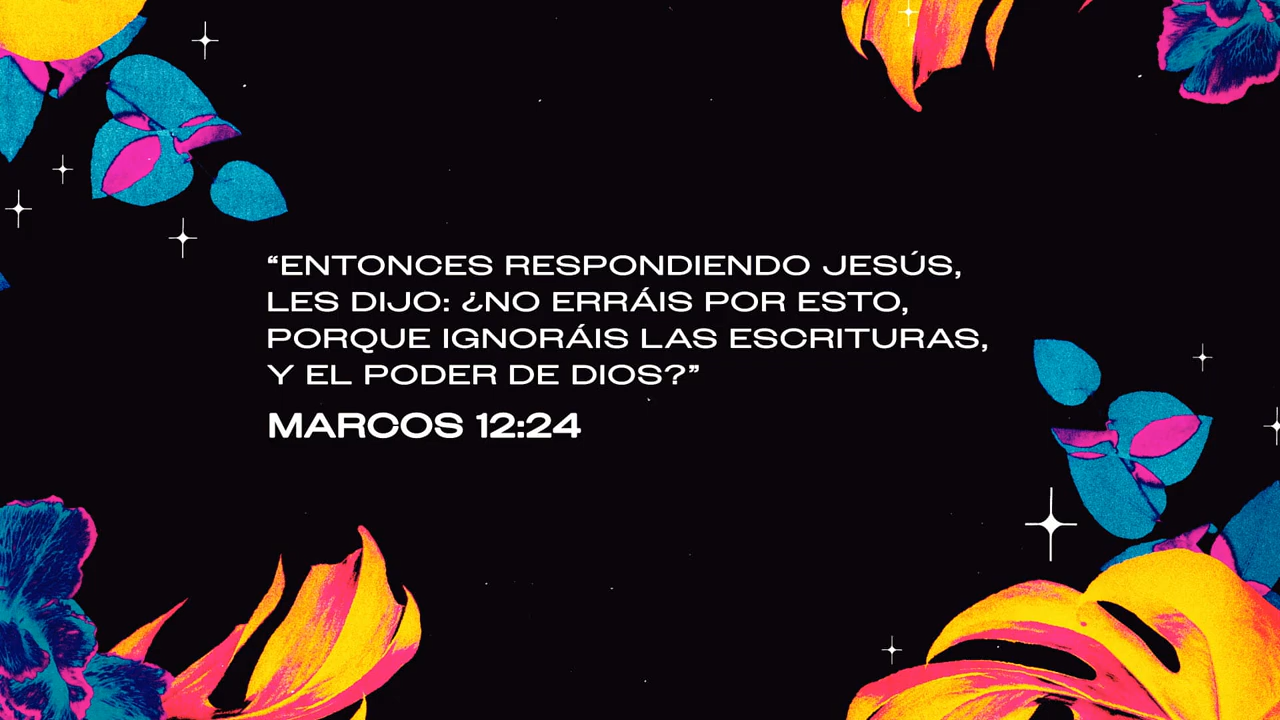 “ENTONCES RESPONDIENDO JESÚS,
LES DIJO: ¿NO ERRÁIS POR ESTO,
PORQUE IGNORÁIS LAS ESCRITURAS,
Y EL PODER DE DIOS?”
MARCOS 12:24